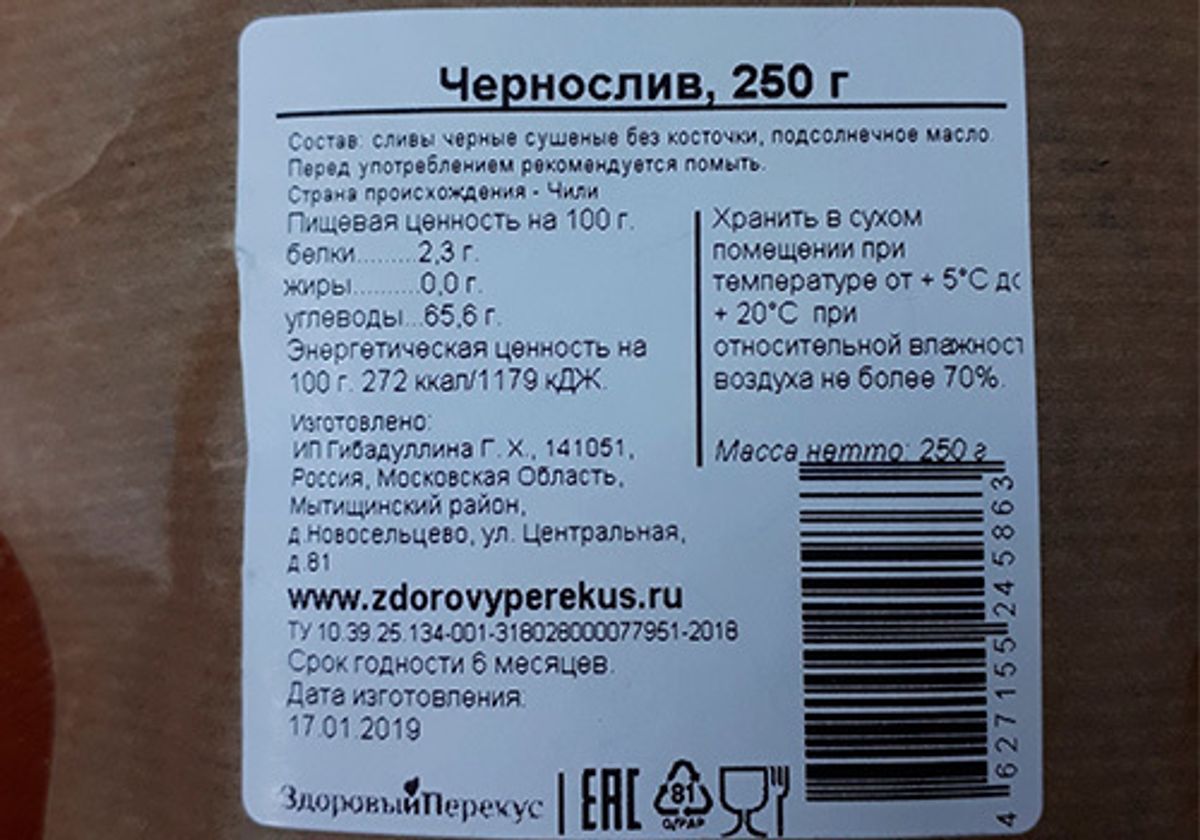 Чернослив, 250 г
Состав: сливы черные сушеные без косточки, подсолнечное масло.
Перед употреблением рекомендуется помыть.
Страна происхождения - Чили
Пищевая ценность на 100 г.
белки.........2,3 г.
жиры..........0,0 г.
углеводы...65,6 г.
Энергетическая ценность на
100 г. 272 ккал/1179 кДЖ.
Хранить в сухом
помещении при
температуре от + 5°С до
+ 20°С при
относительной влажност
воздуха не более 70%.
Масса нетто: 250 г
Изготовлено:
ИП Гибадуллина Г. Х., 141051,
Россия, Московская Область,
Мытищинский район,
д.Новосельцево, ул. Центральная,
д.81
www.zdorovyperekus.ru
ТУ 10.39.25.134-001-318028000077951-2018
Срок годности 6 месяцев.
Дата изготовления:
17.01.2019
4 627155 245863
ЗдоровыйПерекус
EAC
81
C/PAP